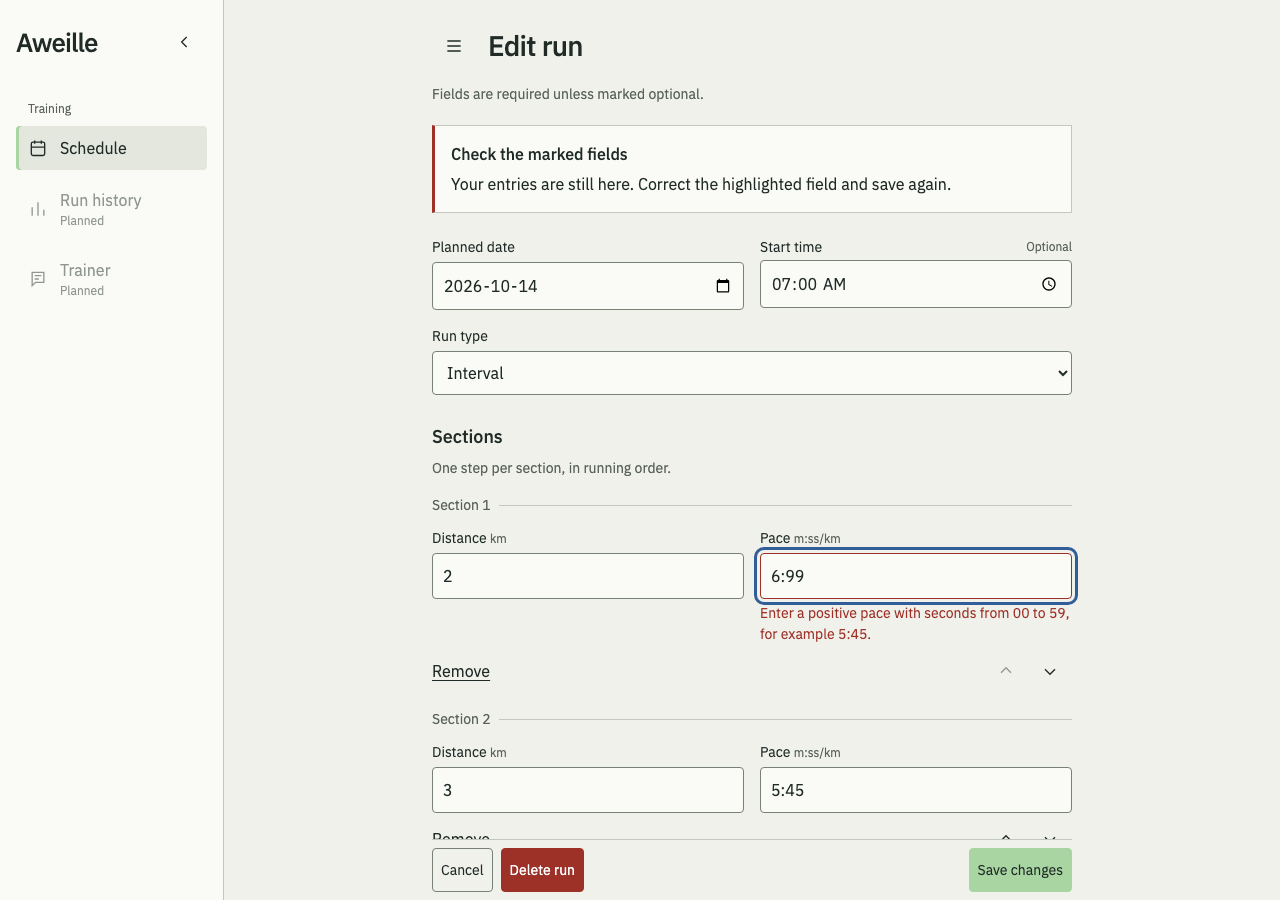 Aweille
Training
Schedule
Run history
Planned
Trainer
Planned
Edit run
Fields are required unless marked optional.
Check the marked fields
Your entries are still here. Correct the highlighted field and save again.
Planned date
Start time Optional
2026-10-14
07:00 AM
Run type
Interval
Sections
One step per section, in running order.
Section 1
Distance km
Pace m:ss/km
2
6:99
Enter a positive pace with seconds from 00 to 59,
for example 5:45.
Remove
Section 2
Distance km
Pace m:ss/km
3
5:45
Remove
Cancel
Delete run
Save changes